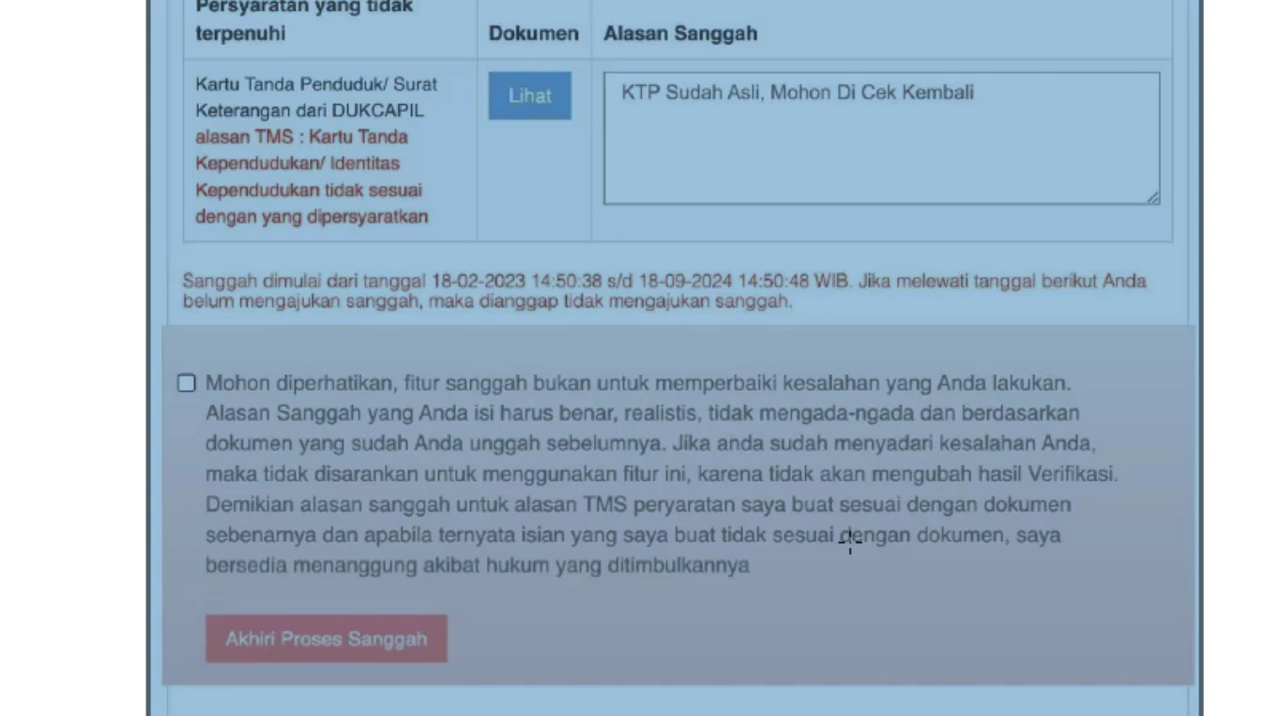 Persyaratan yang tidak
terpenuhi
Dokumen
Alasan Sanggah
Kartu Tanda Penduduk/ Surat
Keterangan dari DUKCAPIL
alasan TMS : Kartu Tanda
Kependudukan/ Identitas
Kependudukan tidak sesuai
dengan yang dipersyaratkan
Lihat
KTP Sudah Asli, Mohon Di Cek Kembali
Sanggah dimulai dari tanggal 18-02-2023 14:50:38 s/d 18-09-2024 14:50:48 WIB. Jika melewati tanggal berikut Anda
belum mengajukan sanggah, maka dianggap tidak mengajukan sanggah.
Mohon diperhatikan, fitur sanggah bukan untuk memperbaiki kesalahan yang Anda lakukan.
Alasan Sanggah yang Anda isi harus benar, realistis, tidak mengada-ngada dan berdasarkan
dokumen yang sudah Anda unggah sebelumnya. Jika anda sudah menyadari kesalahan Anda,
maka tidak disarankan untuk menggunakan fitur ini, karena tidak akan mengubah hasil Verifikasi.
Demikian alasan sanggah untuk alasan TMS peryaratan saya buat sesuai dengan dokumen
sebenarnya dan apabila ternyata isian yang saya buat tidak sesuai dengan dokumen, saya
bersedia menanggung akibat hukum yang ditimbulkannya
Akhiri Proses Sanggah